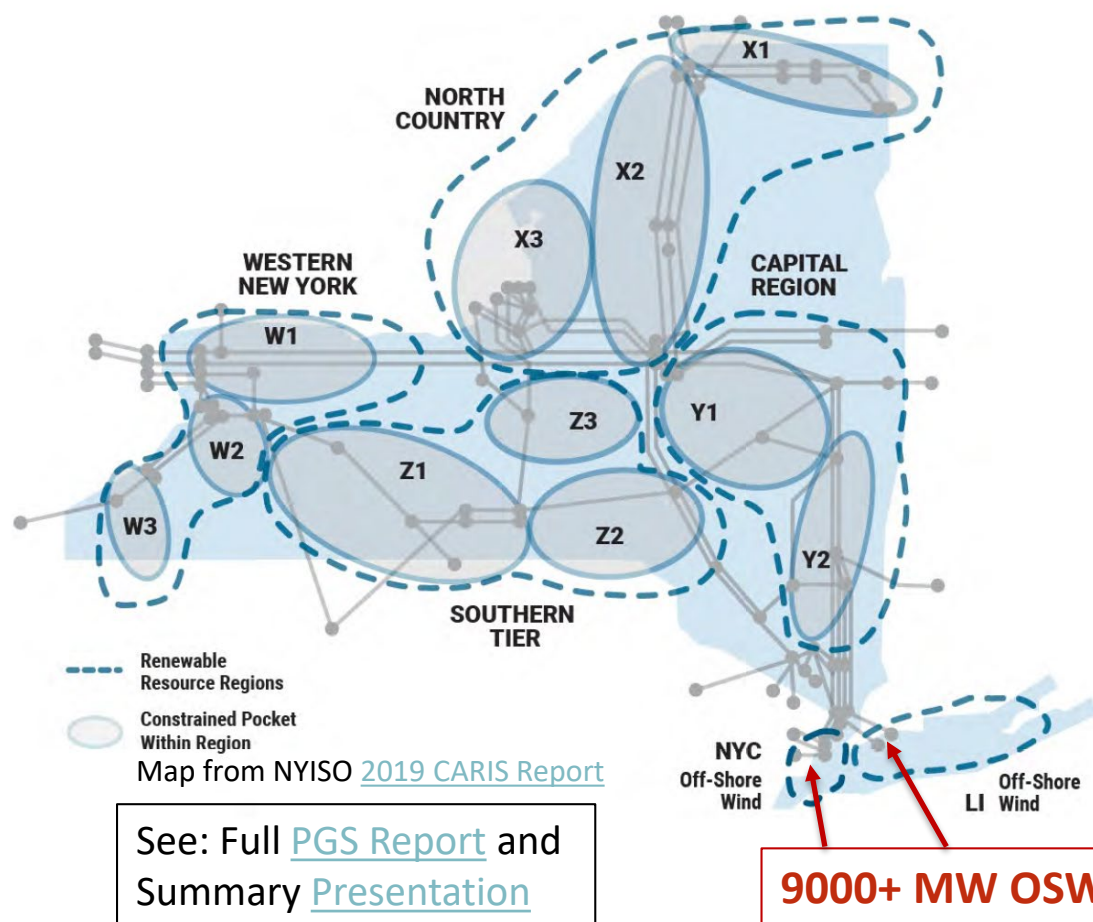 X1
NORTH
COUNTRY
X2
X3
WESTERN
NEW YORK
CAPITAL
REGION
W1
Y1
Z3
W2
Z1
W3
Z2
Y2
SOUTHERN
TIER
Renewable
Resource Regions
Constrained Pocket
Within Region
Map from NYISO 2019 CARIS Report
NYC
Off-Shore
Wind
LI
Off-Shore
Wind
See: Full PGS Report and
Summary Presentation
9000+ MW OSW